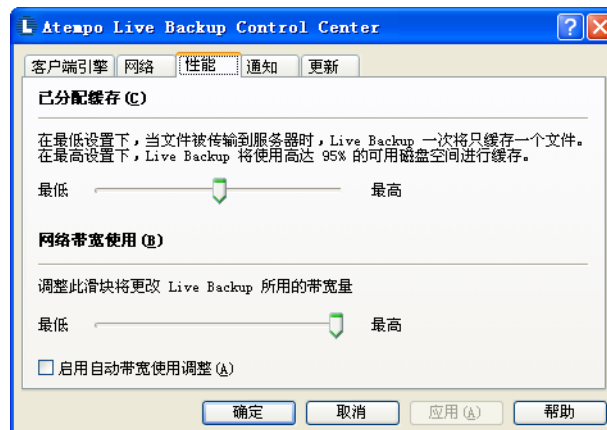 Atempo Live Backup Control Center
客户端引擎 网络 性能 通知 更新
已分配缓存(C)
在最低设置下，当文件被传输到服务器时，Live Backup 一次将只缓存一个文件。
在最高设置下，Live Backup 将使用高达 95% 的可用磁盘空间进行缓存。
最低 最高
网络带宽使用(B)
调整此滑块将更改 Live Backup 所用的带宽量
最低 最高
启用自动带宽使用调整(A)
确定 取消 应用(A) 帮助